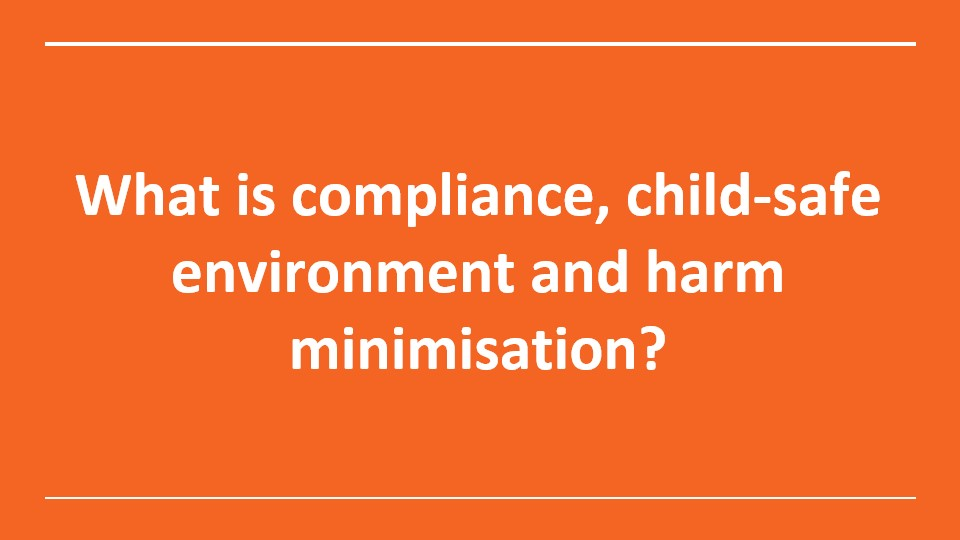 What is compliance, child-safe
environment and harm
minimisation?